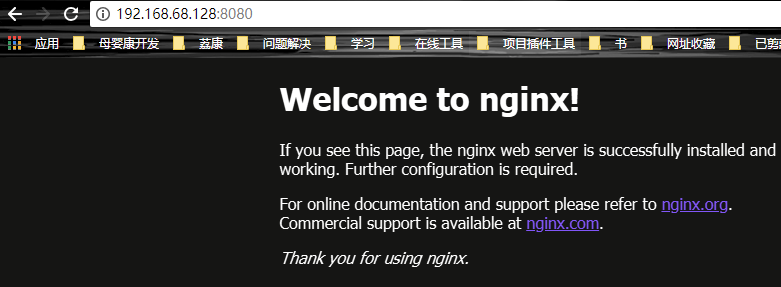 192.168.68.128:8080
应用 母婴康开发 荔康 问题解决 学习 在线工具 项目插件工具 书 网址收藏
Welcome to nginx!
If you see this page, the nginx web server is successfully installed and
working. Further configuration is required.
For online documentation and support please refer to nginx.org.
Commercial support is available at nginx.com.
Thank you for using nginx.